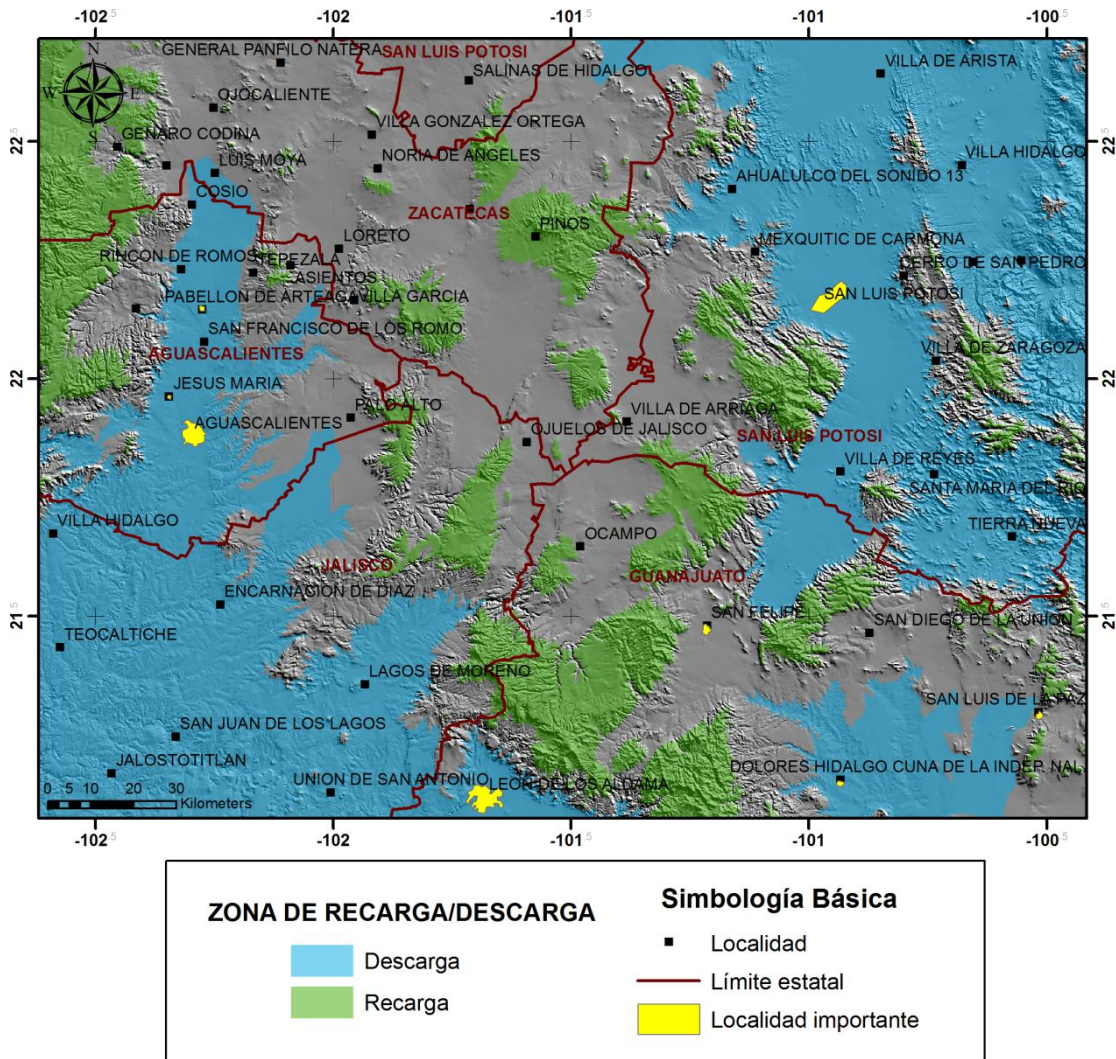 -102.5 -102 -101.5 -101 -100.5
N
W E
S
GENERAL PANFILO NATERA
SAN LUIS POTOSI
SALINAS DE HIDALGO
VILLA DE ARISTA
OJOCALIENTE
VILLA GONZALEZ ORTEGA
GENARO CODINA
22.5 22.5
LUIS MOYA
NORIA DE ANGELES
VILLA HIDALGO
COSIO
AHUALULCO DEL SONIDO 13
ZACATECAS
PINOS
LORETO
MEXQUITIC DE CARMONA
RINCON DE ROMOS
TEPEZALA
CERRO DE SAN PEDRO
ASIENTOS
PABELLON DE ARTEAGA
VILLA GARCIA
SAN LUIS POTOSI
SAN FRANCISCO DE LOS ROMO
AGUASCALIENTES
VILLA DE ZARAGOZA
22 22
JESUS MARIA
PALO ALTO
AGUASCALIENTES
VILLA DE ARRIAGA
OJUELOS DE JALISCO
SAN LUIS POTOSI
VILLA DE REYES
SANTA MARIA DEL RIO
VILLA HIDALGO
OCAMPO
TIERRA NUEVA
JALISCO
GUANAJUATO
ENCARNACION DE DIAZ
21.5 21.5
SAN FELIPE
SAN DIEGO DE LA UNION
TEOCALTICHE
LAGOS DE MORENO
SAN LUIS DE LA PAZ
SAN JUAN DE LOS LAGOS
JALOSTOTITLAN
UNION DE SAN ANTONIO
LEON DE LOS ALDAMA
DOLORES HIDALGO CUNA DE LA INDEP. NAL.
0 5 10 20 30
Kilometers
-102.5 -102 -101.5 -101 -100.5
ZONA DE RECARGA/DESCARGA
Descarga
Recarga
Simbología Básica
Localidad
Límite estatal
Localidad importante